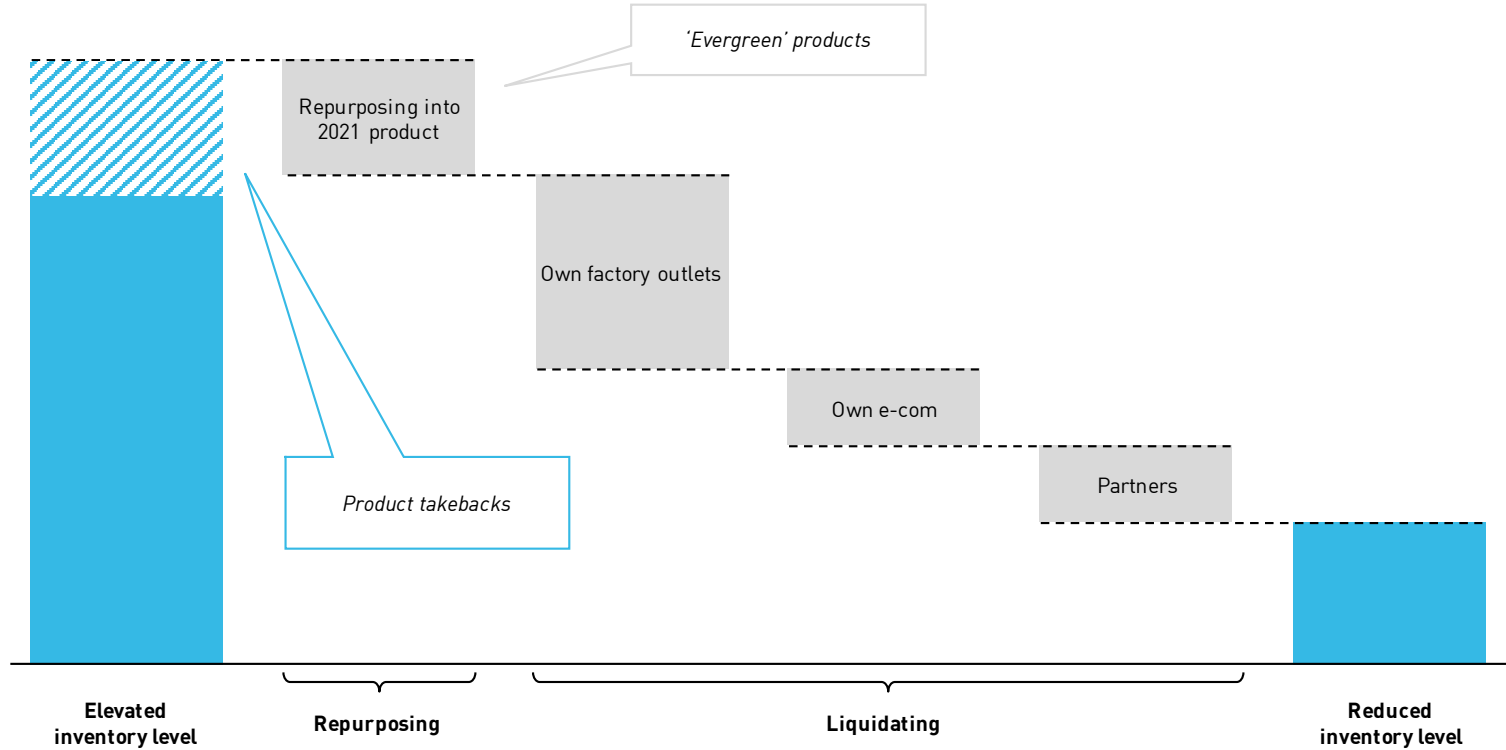 ‘Evergreen’ products
Repurposing into
2021 product
Own factory outlets
Own e-com
Partners
Product takebacks
Elevated
inventory level
Repurposing
Liquidating
Reduced
inventory level